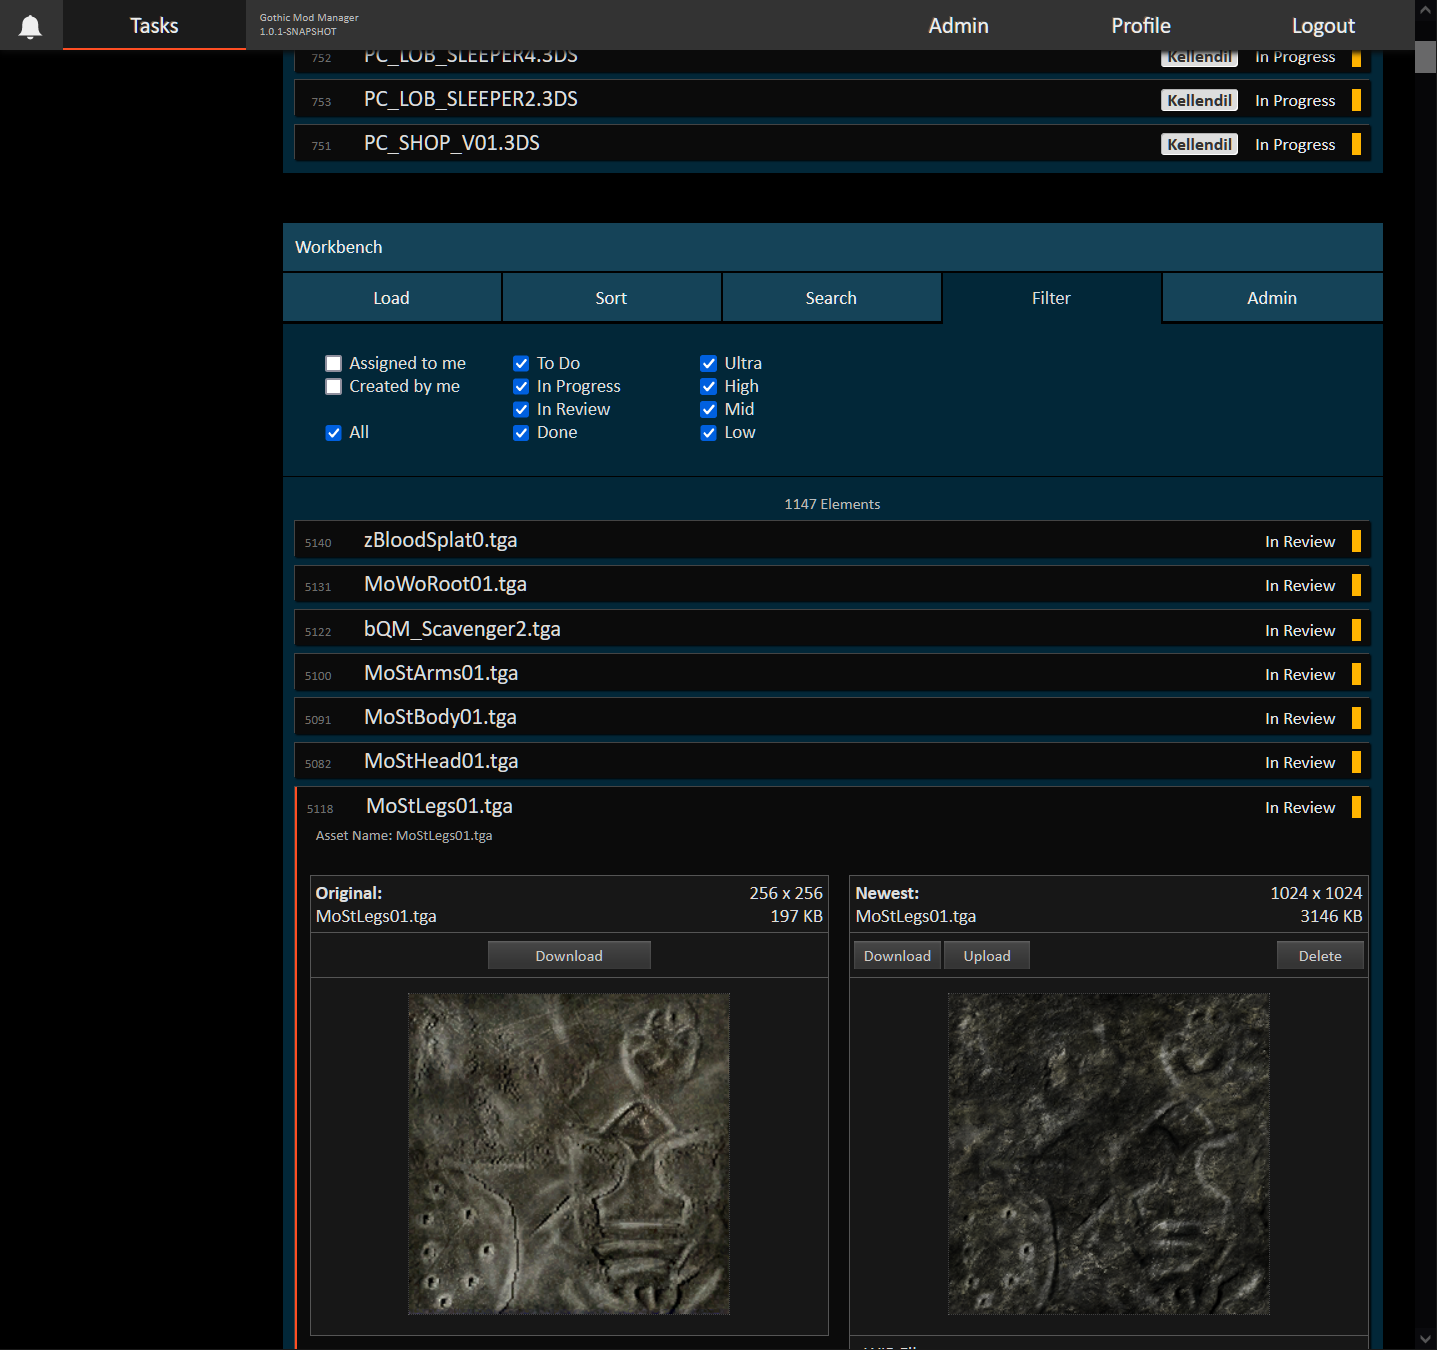 Tasks
Gothic Mod Manager
1.0.1-SNAPSHOT
Admin Profile Logout
752 PC_LOB_SLEEPER4.3DS Kellendil In Progress
753 PC_LOB_SLEEPER2.3DS Kellendil In Progress
751 PC_SHOP_V01.3DS Kellendil In Progress
Workbench
Load Sort Search Filter Admin
Assigned to me To Do Ultra
Created by me In Progress High
In Review Mid
All Done Low
1147 Elements
5140 zBloodSplat0.tga In Review
5131 MoWoRoot01.tga In Review
5122 bQM_Scavenger2.tga In Review
5100 MoStArms01.tga In Review
5091 MoStBody01.tga In Review
5082 MoStHead01.tga In Review
5118 MoStLegs01.tga In Review
Asset Name: MoStLegs01.tga
Original: 256 x 256
MoStLegs01.tga 197 KB
Download
Newest: 1024 x 1024
MoStLegs01.tga 3146 KB
Download Upload Delete